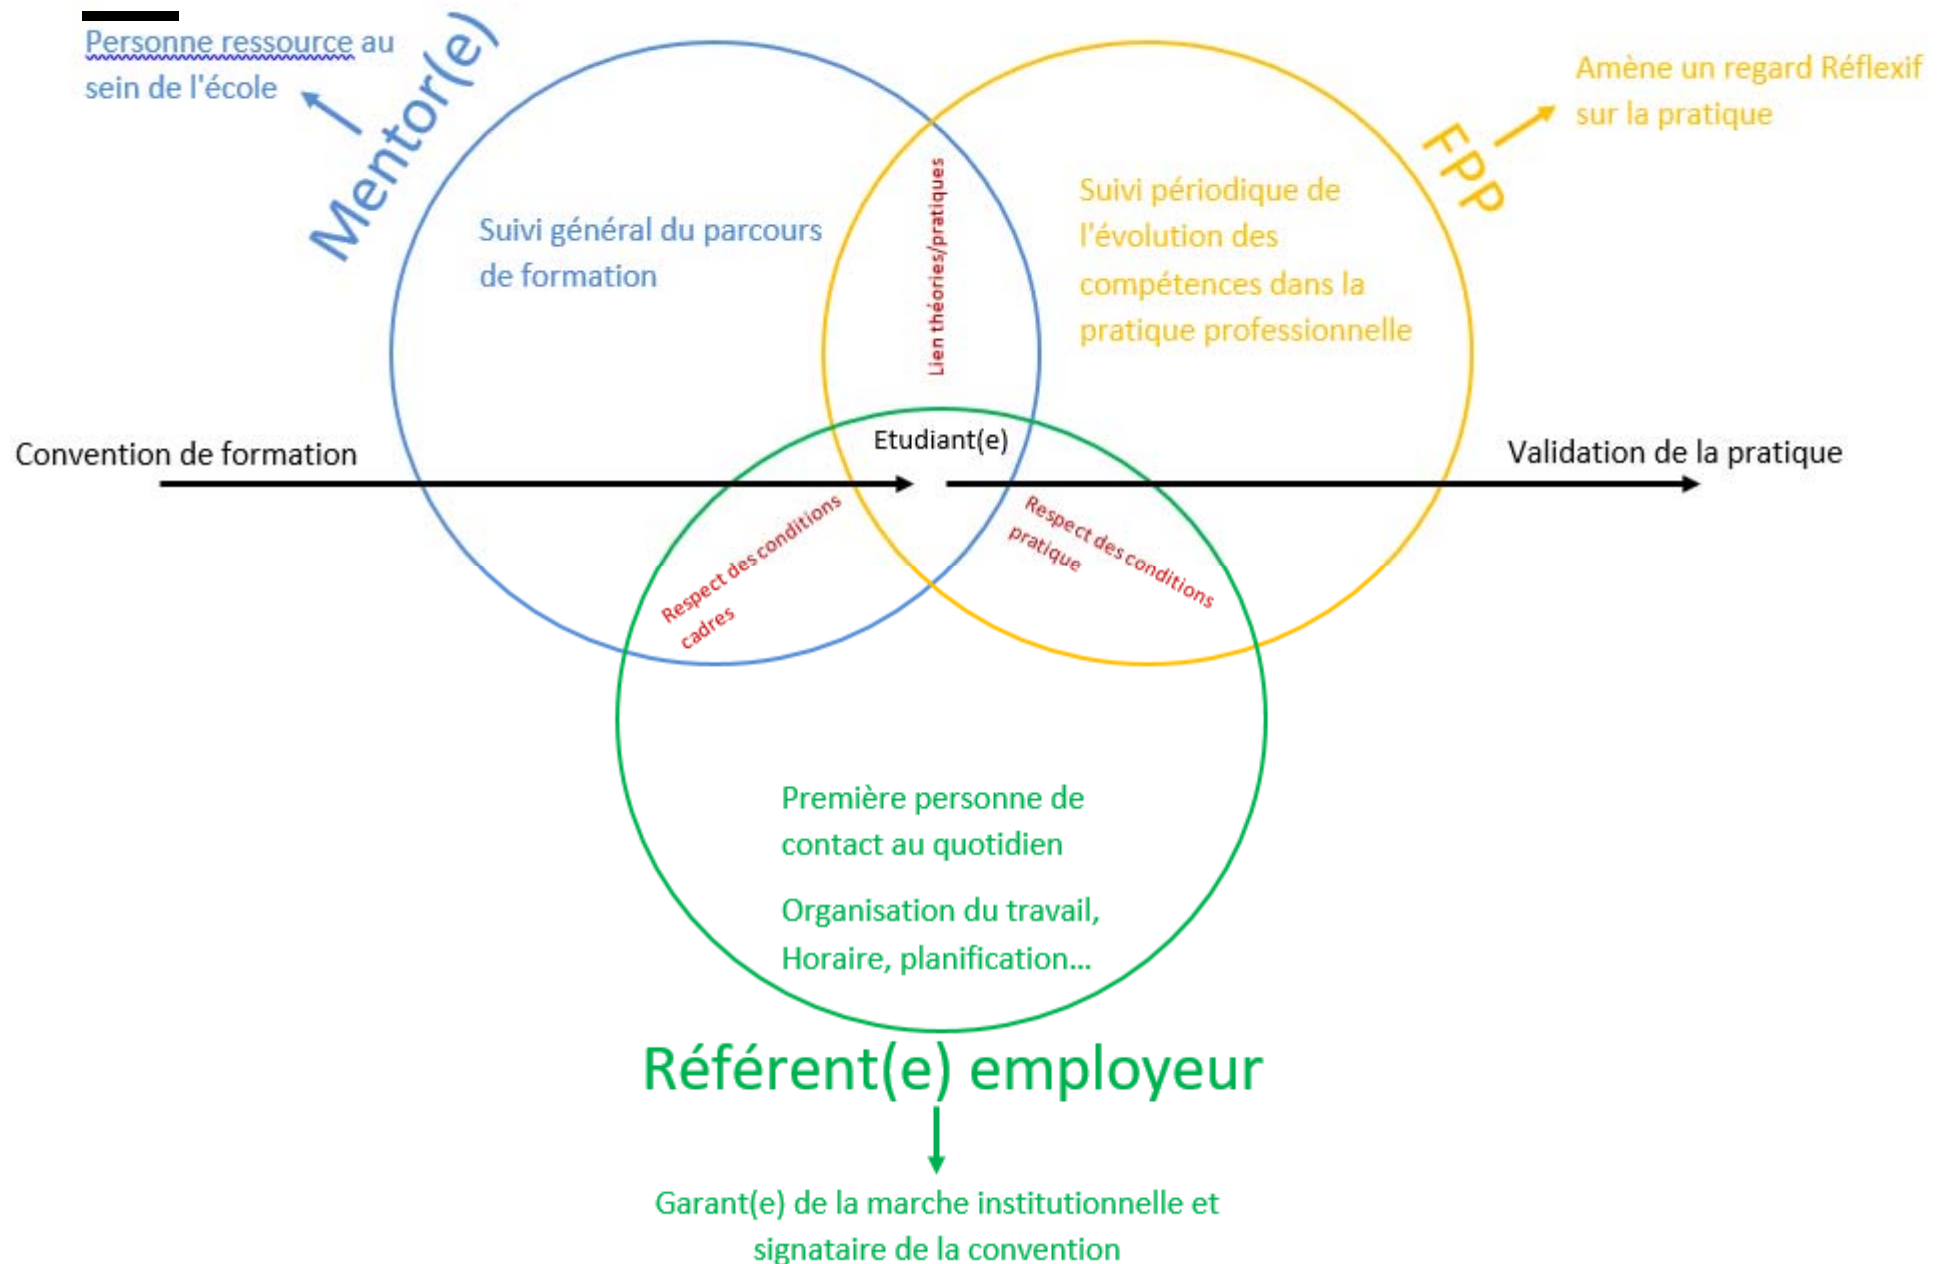 Personne ressource au
sein de l'école
Mentor(e)
Amène un regard Réflexif
sur la pratique
FPP
Suivi général du parcours
de formation
Lien théories/pratiques
Suivi périodique de
l'évolution des
compétences dans la
pratique professionnelle
Convention de formation
Etudiant(e)
Validation de la pratique
Respect des conditions
cadres
Respect des conditions
pratique
Première personne de
contact au quotidien
Organisation du travail,
Horaire, planification...
Référent(e) employeur
Garant(e) de la marche institutionnelle et
signataire de la convention